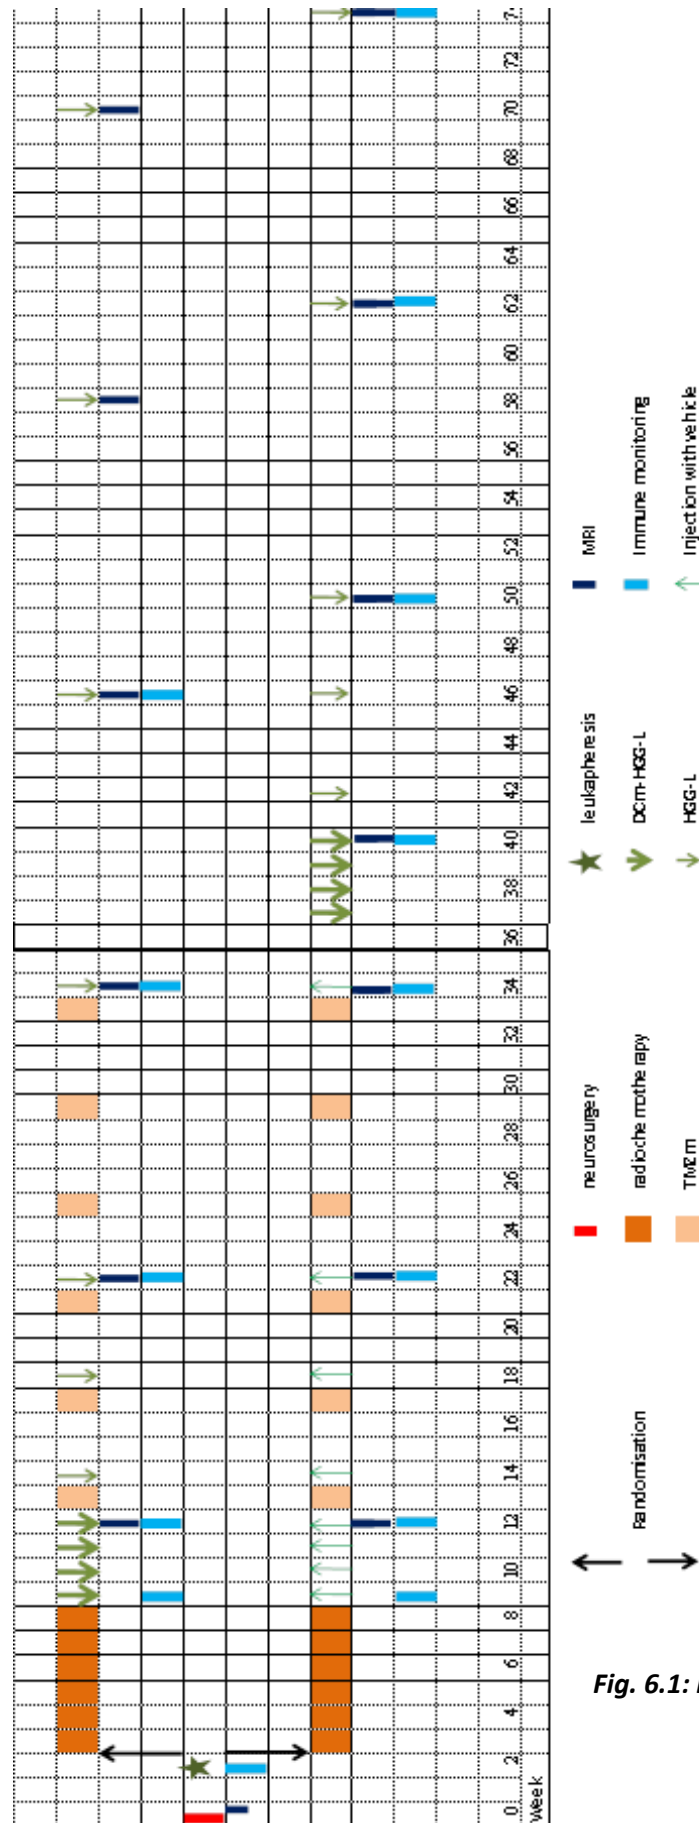 0 2 4 6 8 10 12 14 16 18 20 22 24 26 28 30 32 34 36 38 40 42 44 46 48 50 52 54 56 58 60 62 64 66 68 70 72
Week
neurosurgery leukapheresis MRI
Randomisation radiochemotherapy DCm-HGG-L Immune monitoring
TMZm HGG-L Injection with vehicle
Fig. 6.1: